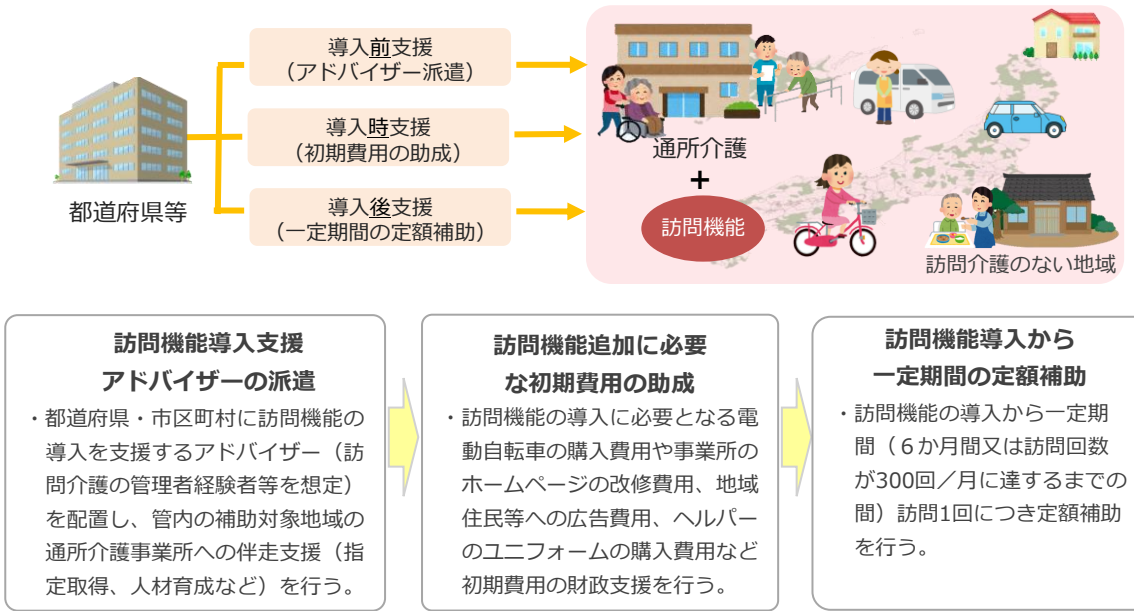 導入前支援
（アドバイザー派遣）
導入時支援
（初期費用の助成）
導入後支援
（一定期間の定額補助）
都道府県等
通所介護
+
訪問機能
訪問介護のない地域
訪問機能導入支援
アドバイザーの派遣
・都道府県・市区町村に訪問機能の
導入を支援するアドバイザー（訪
問介護の管理者経験者等を想定）
を配置し、管内の補助対象地域の
通所介護事業所への伴走支援（指
定取得、人材育成など）を行う。
訪問機能追加に必要
な初期費用の助成
・訪問機能の導入に必要となる電
動自転車の購入費用や事業所の
ホームページの改修費用、地域
住民等への広告費用、ヘルパー
のユニフォームの購入費用など
初期費用の財政支援を行う。
訪問機能導入から
一定期間の定額補助
・訪問機能の導入から一定期
間（６か月間又は訪問回数
が300回／月に達するまでの
間）訪問1回につき定額補助
を行う。